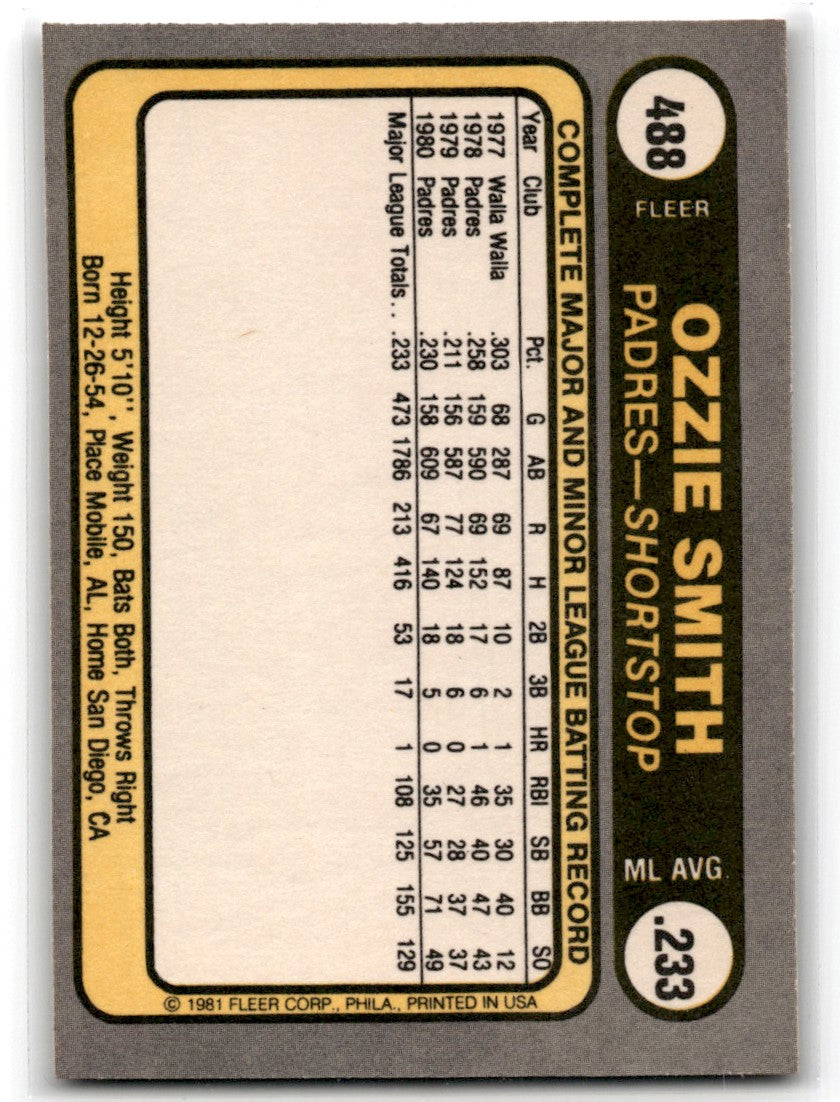 488
FLEER
OZZIE SMITH
PADRES—SHORTSTOP
ML AVG.
.233
COMPLETE MAJOR AND MINOR LEAGUE BATTING RECORD
Year Club Pct. G AB R H 2B 3B HR RBI SB BB SO
1977 Walla Walla .303 68 287 69 87 10 2 1 35 30 40 12
1978 Padres .258 159 590 69 152 17 6 1 46 40 47 43
1979 Padres .211 156 587 77 124 18 6 0 27 28 37 37
1980 Padres .230 158 609 67 140 18 5 0 35 57 71 49
Major League Totals . . .233 473 1786 213 416 53 17 1 108 125 155 129
Height 5'10'', Weight 150, Bats Both, Throws Right
Born 12-26-54, Place Mobile, AL, Home San Diego, CA
© 1981 FLEER CORP., PHILA., PRINTED IN USA